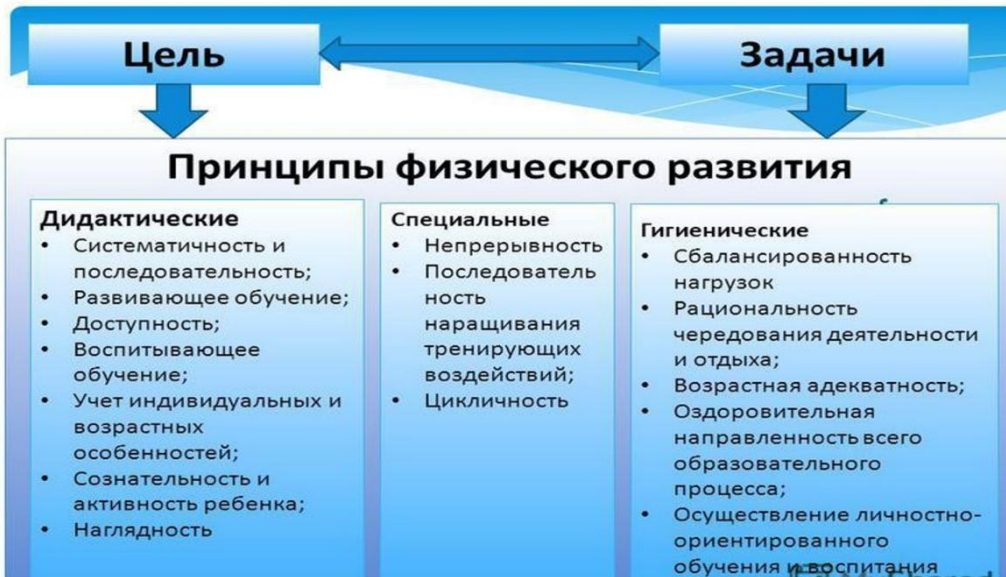 Цель
Задачи
Принципы физического развития
Дидактические
• Систематичность и
последовательность;
• Развивающее обучение;
• Доступность;
• Воспитывающее
обучение;
• Учет индивидуальных и
возрастных
особенностей;
• Сознательность и
активность ребенка;
• Наглядность
Специальные
• Непрерывность
• Последователь
ность
наращивания
тренирующих
воздействий;
• Цикличность
Гигиенические
• Сбалансированность
нагрузок
• Рациональность
чередования деятельности
и отдыха;
• Возрастная адекватность;
• Оздоровительная
направленность всего
образовательного
процесса;
• Осуществление личностно-
ориентированного
обучения и воспитания